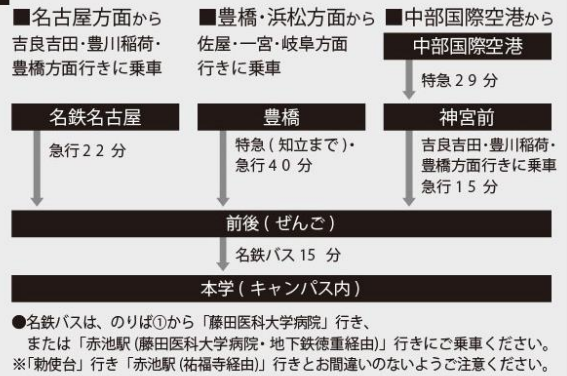 ■名古屋方面から
吉良吉田・豊川稲荷・
豊橋方面行きに乗車
名鉄名古屋
急行22 分
■豊橋・浜松方面から
佐屋・一宮・岐阜方面
行きに乗車
豊橋
特急(知立まで)・
急行40 分
■中部国際空港から
中部国際空港
特急29 分
神宮前
吉良吉田・豊川稲荷・
豊橋方面行きに乗車
急行15 分
前後(ぜんご)
名鉄バス15 分
本学(キャンパス内)
●名鉄バスは、のりば①から「藤田医科大学病院」行き、
または「赤池駅(藤田医科大学病院・地下鉄徳重経由)」行きにご乗車ください。
※「勅使台」行き「赤池駅(祐福寺経由)」行きとお間違いのないようご注意ください。